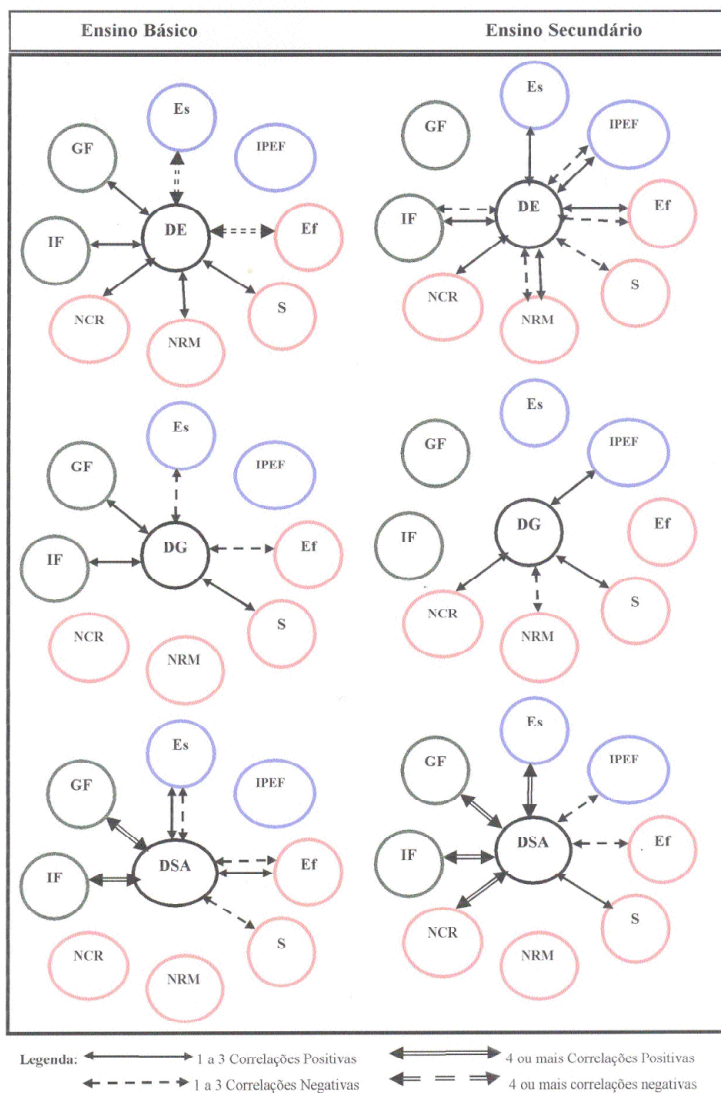 Ensino Básico Ensino Secundário
Es
Es
GF
IPEF
GF
IPEF
DE
DE
IF
Ef
IF
Ef
NCR
NRM
S
NCR
NRM
S
Es
Es
GF
IPEF
GF
IPEF
DG
DG
IF
Ef
IF
Ef
NCR
NRM
S
NCR
NRM
S
Es
Es
GF
IPEF
GF
IPEF
DSA
DSA
IF
Ef
IF
Ef
NCR
NRM
S
NCR
NRM
S
Legenda: 1 a 3 Correlações Positivas 4 ou mais Correlações Positivas
1 a 3 Correlações Negativas 4 ou mais correlações negativas